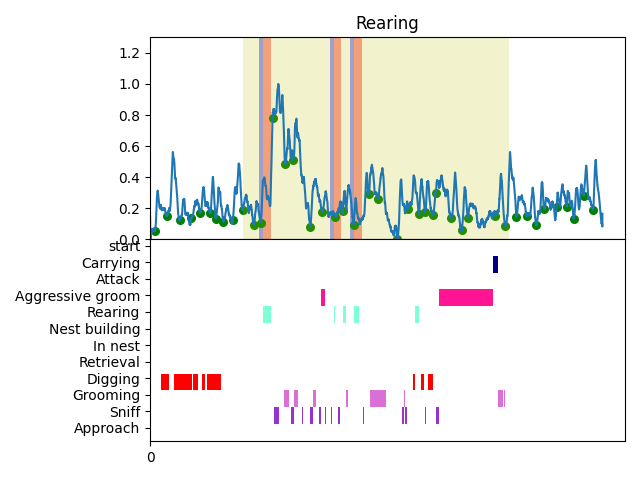 Rearing
1.2
1.0
0.8
0.6
0.4
0.2
0.0
start
Carrying
Attack
Aggressive groom
Rearing
Nest building
In nest
Retrieval
Digging
Grooming
Sniff
Approach
0